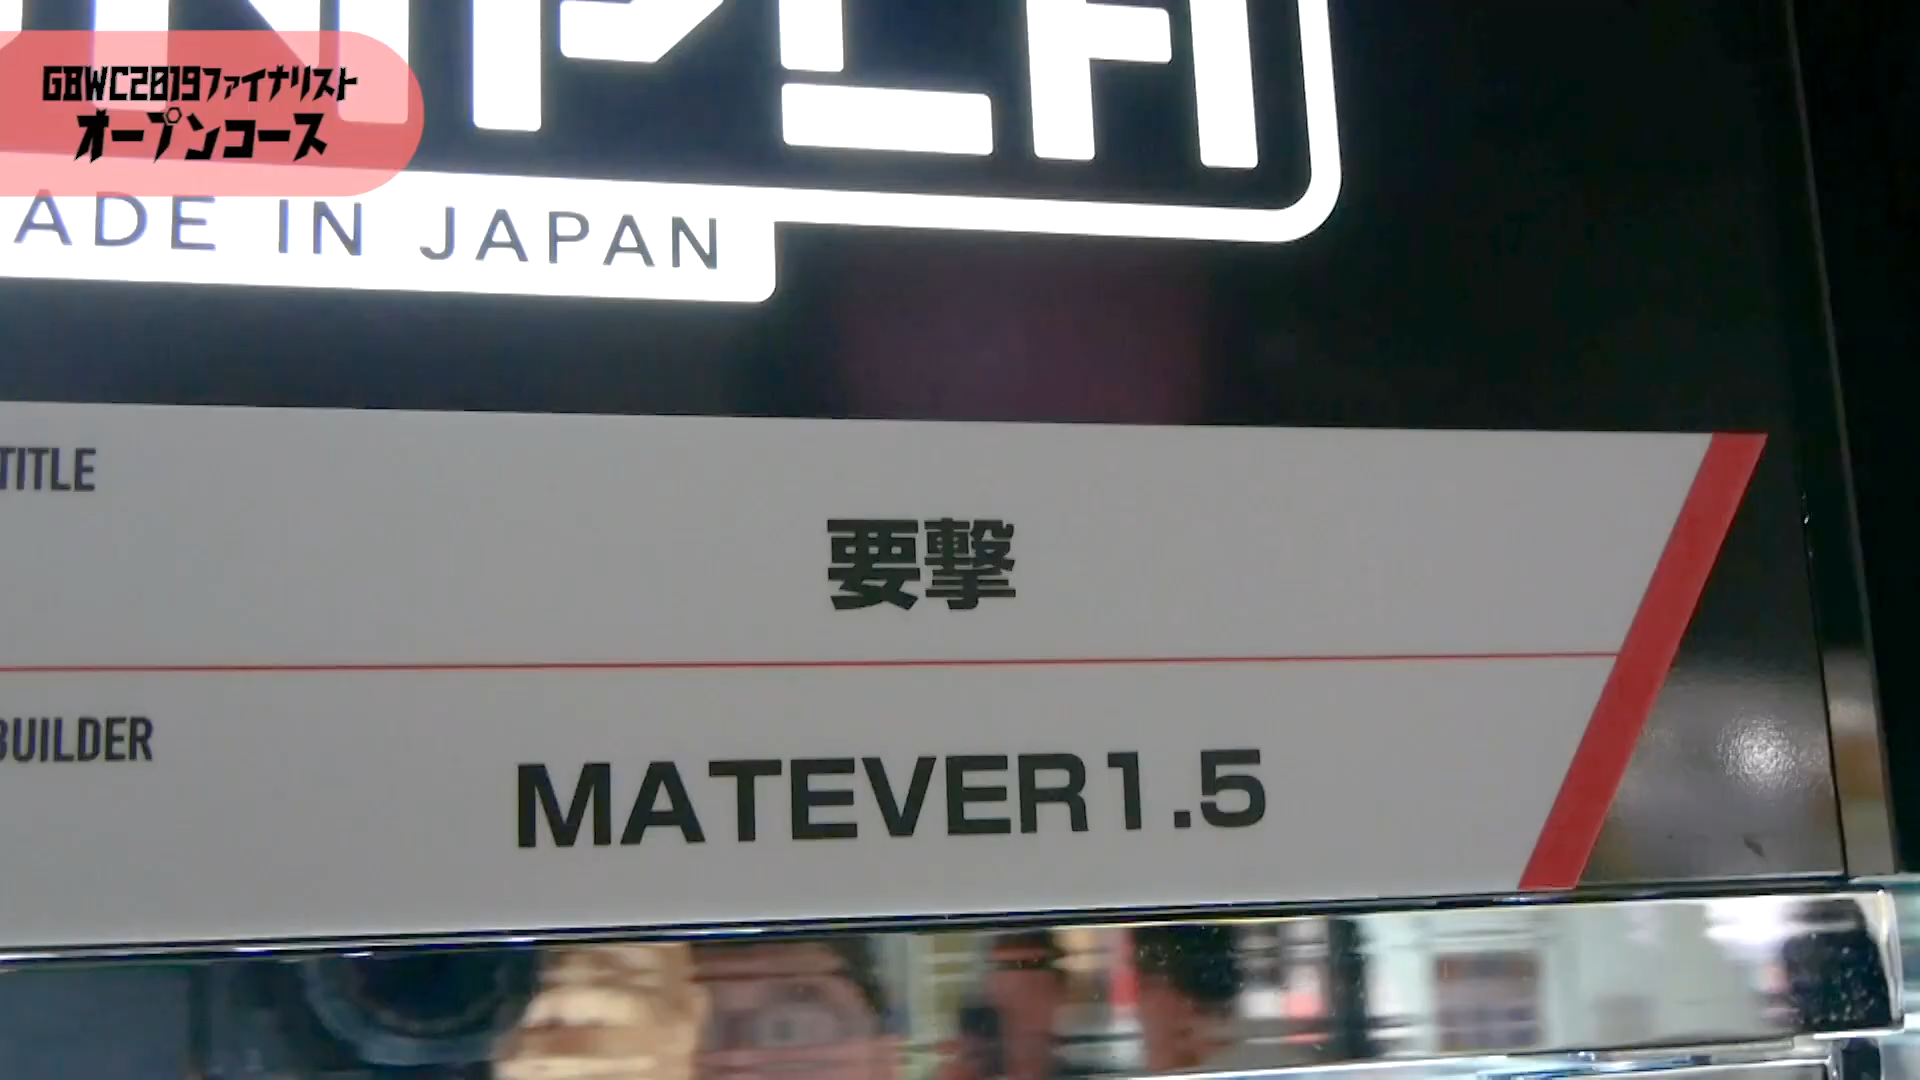 GBWC2019ファイナリスト
オープンコース
NPLA
ADE IN JAPAN
TITLE
要撃
BUILDER
MATEVER1.5